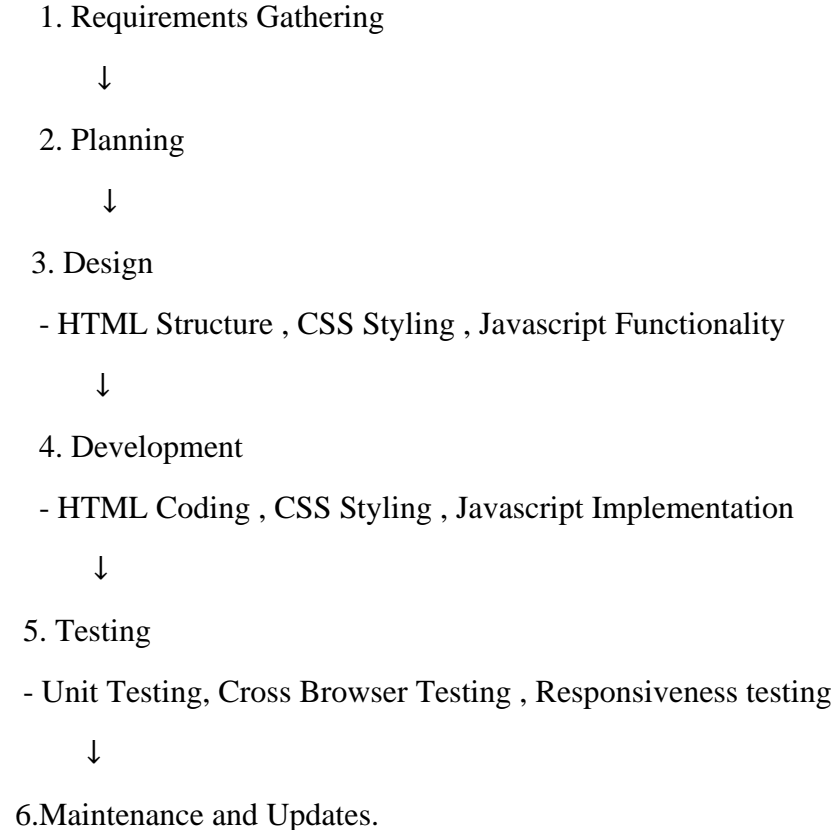 1. Requirements Gathering
↓
2. Planning
↓
3. Design
- HTML Structure , CSS Styling , Javascript Functionality
↓
4. Development
- HTML Coding , CSS Styling , Javascript Implementation
↓
5. Testing
- Unit Testing, Cross Browser Testing , Responsiveness testing
↓
6.Maintenance and Updates.